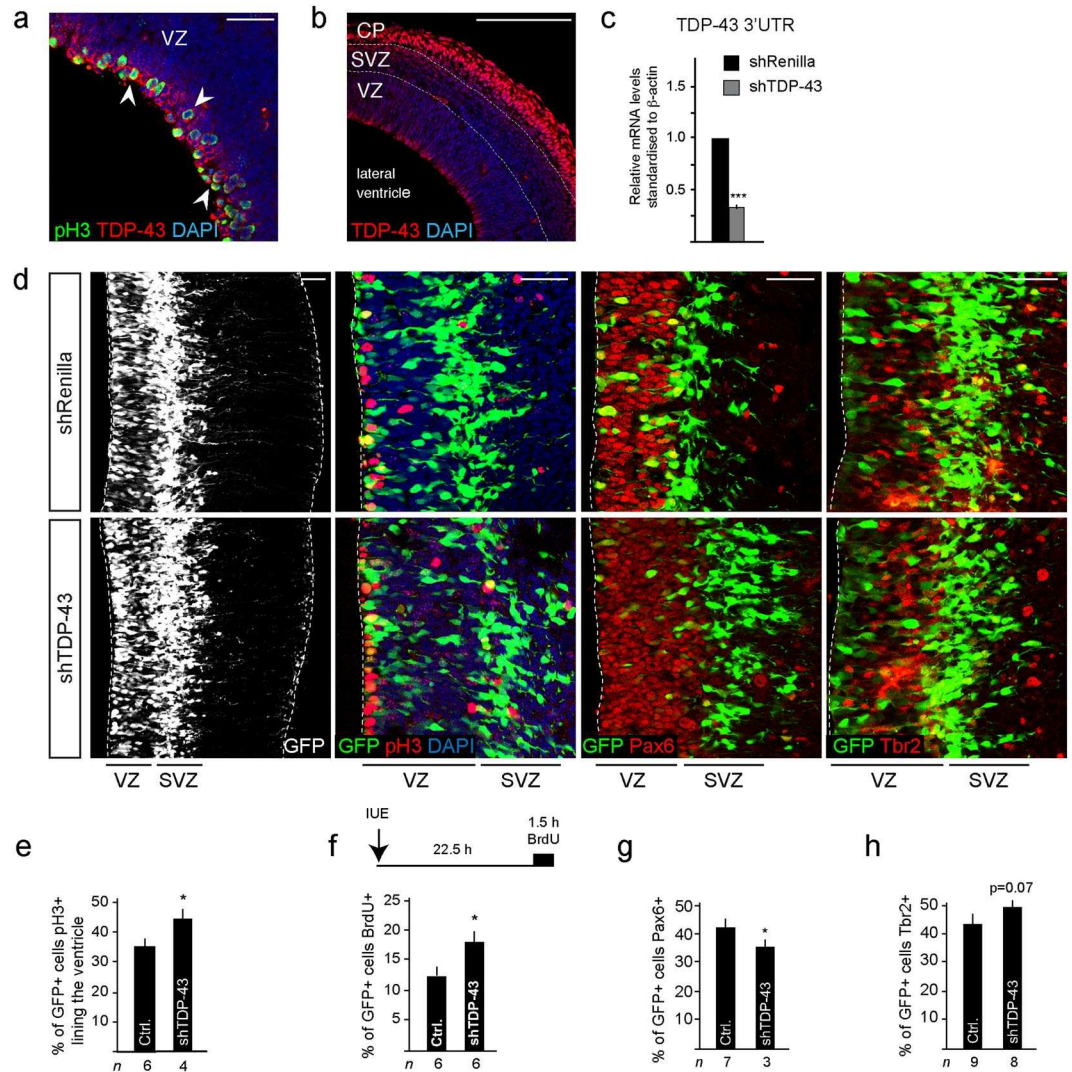 a
VZ
pH3 TDP-43 DAPI
b
CP
SVZ
VZ
lateral
ventricle
TDP-43 DAPI
c
TDP-43 3'UTR
shRenilla
shTDP-43
Relative mRNA levels
standardised to β-actin
1.5
1.0
0.5
***
d
shRenilla
shTDP-43
GFP
GFP pH3 DAPI
GFP Pax6
GFP Tbr2
VZ SVZ
VZ SVZ
VZ SVZ
VZ SVZ
e
% of GFP+ cells pH3+
lining the ventricle
50
40
30
20
10
*
Ctrl.
shTDP-43
n 6 4
f
IUE
22.5 h
1.5 h
BrdU
% of GFP+ cells BrdU+
25
20
15
10
5
*
Ctrl.
shTDP-43
n 6 6
g
% of GFP+ cells Pax6+
50
40
30
20
10
*
Ctrl.
shTDP-43
n 7 3
h
% of GFP+ cells Tbr2+
50
40
30
20
10
p=0.07
Ctrl.
shTDP-43
n 9 8